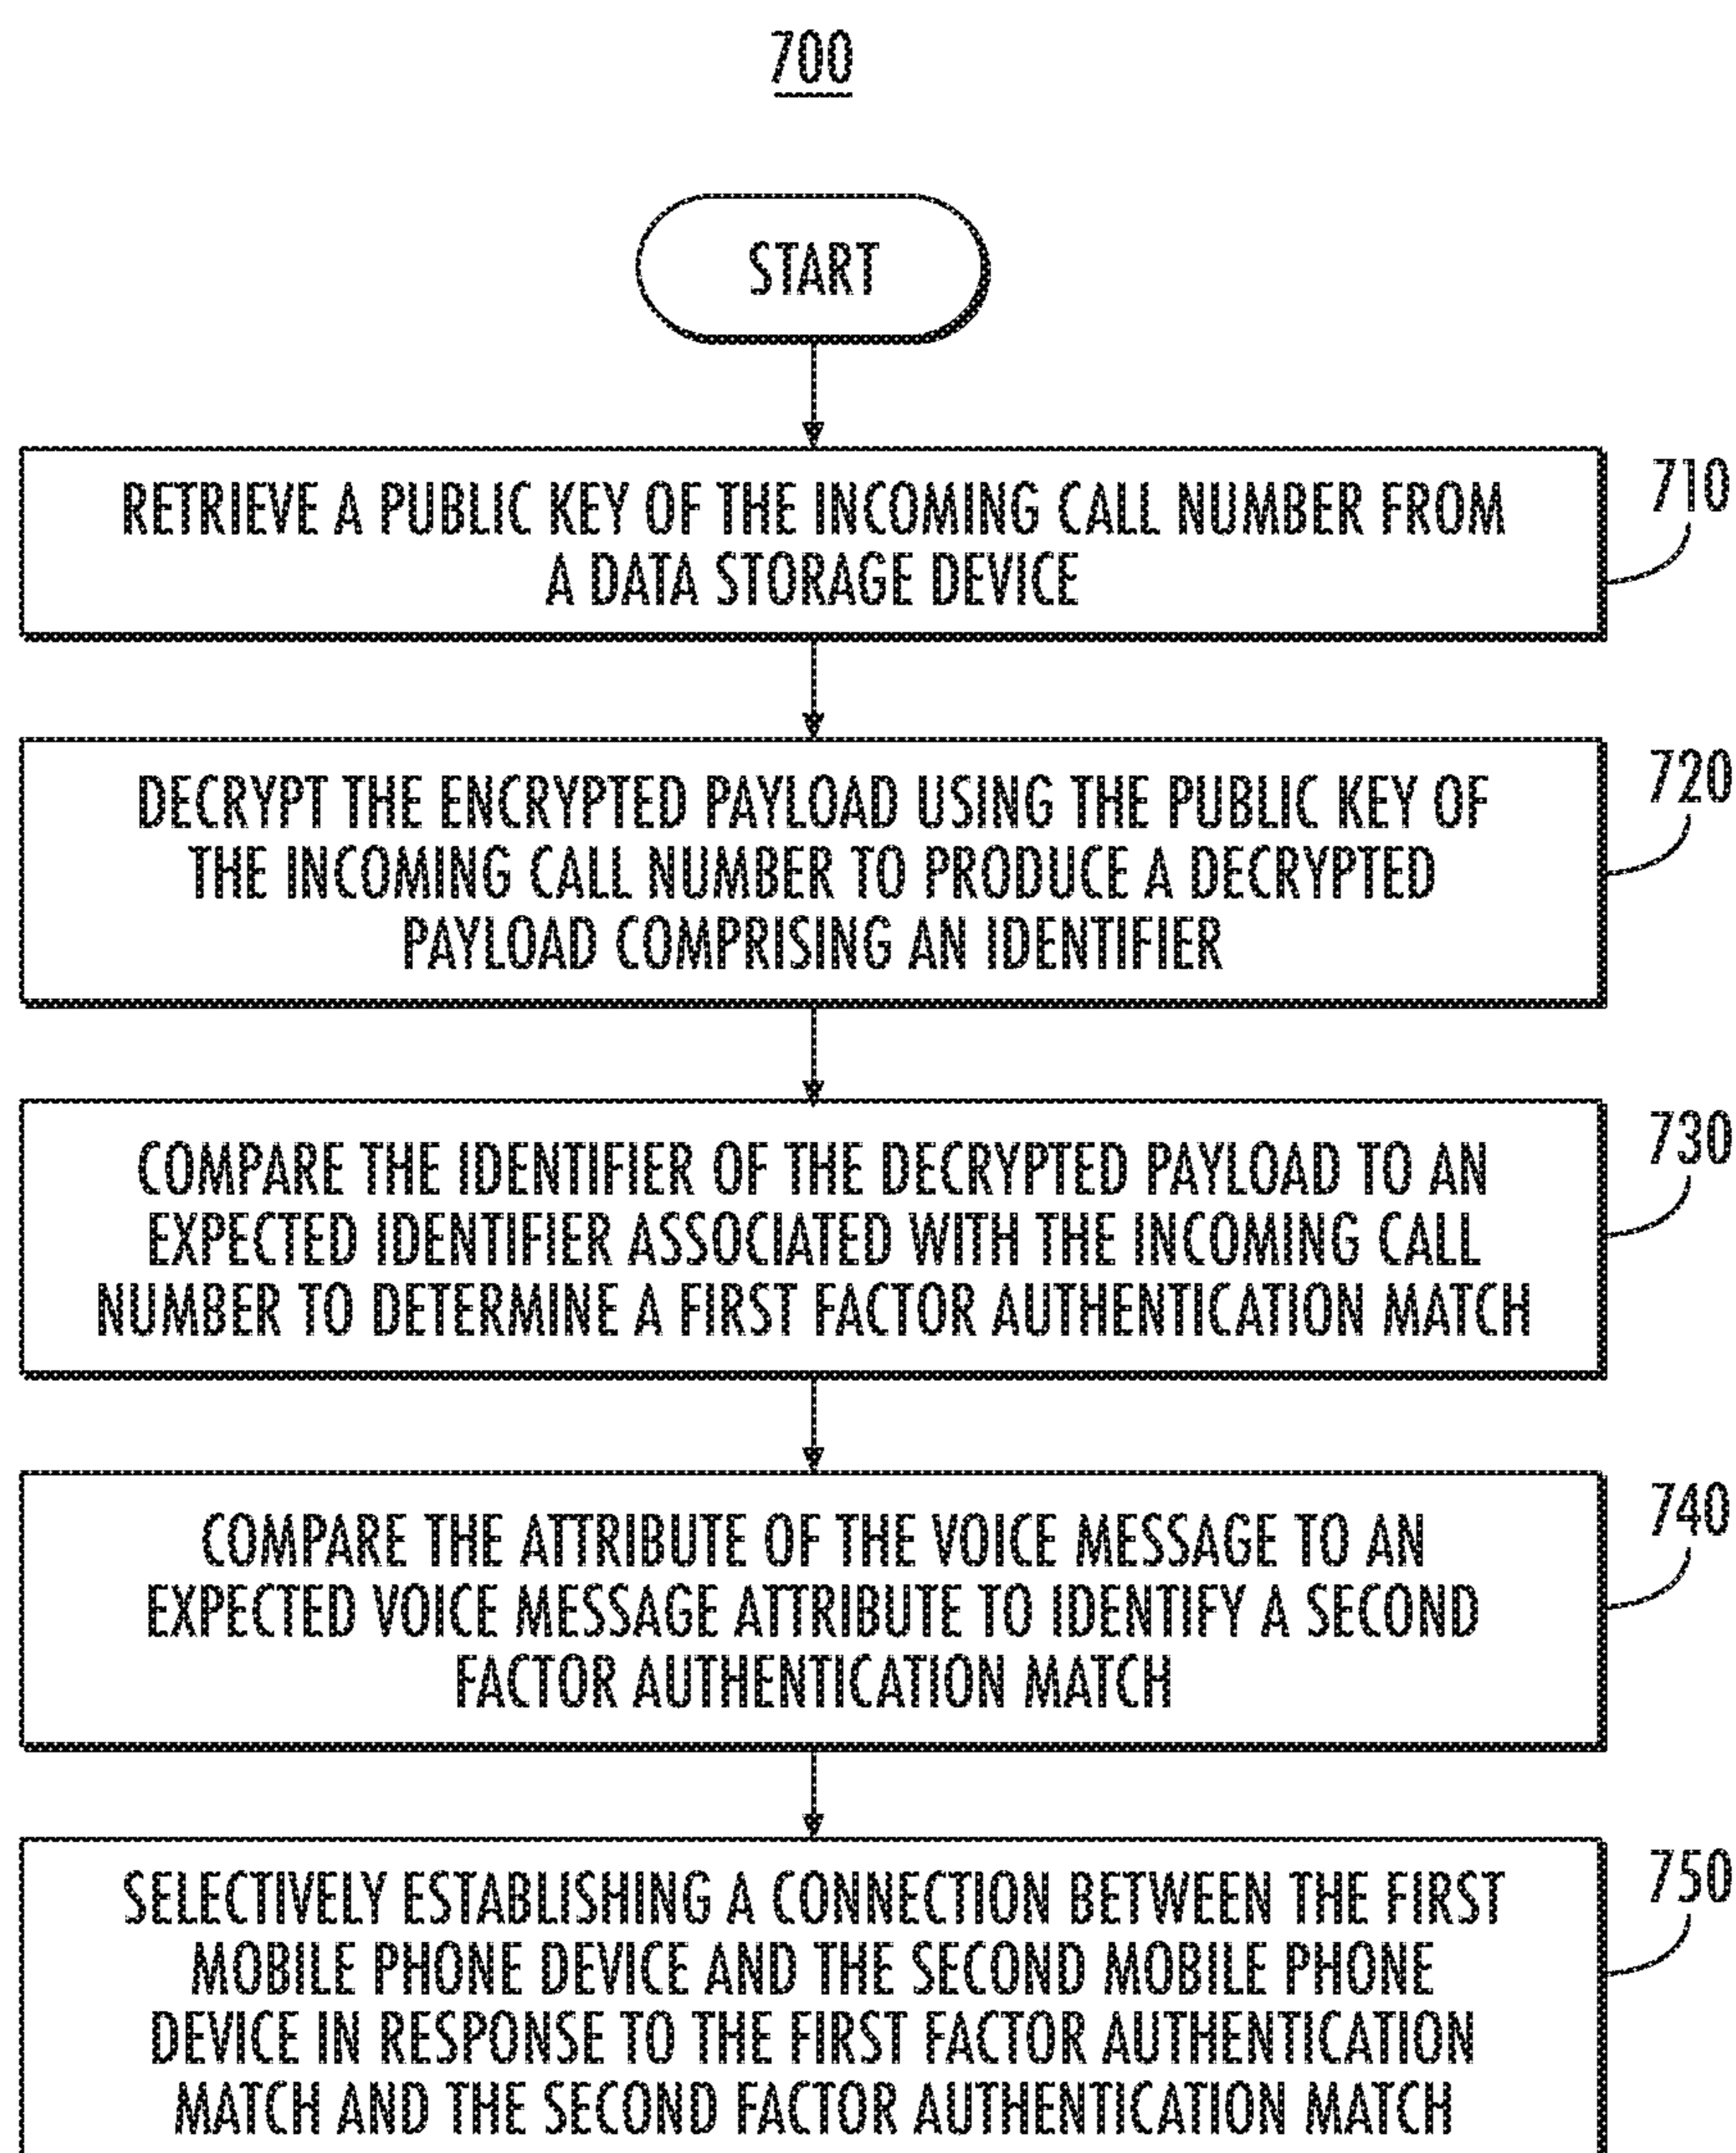 700
START
RETRIEVE A PUBLIC KEY OF THE INCOMING CALL NUMBER FROM
A DATA STORAGE DEVICE
710
DECRYPT THE ENCRYPTED PAYLOAD USING THE PUBLIC KEY OF
THE INCOMING CALL NUMBER TO PRODUCE A DECRYPTED
PAYLOAD COMPRISING AN IDENTIFIER
720
COMPARE THE IDENTIFIER OF THE DECRYPTED PAYLOAD TO AN
EXPECTED IDENTIFIER ASSOCIATED WITH THE INCOMING CALL
NUMBER TO DETERMINE A FIRST FACTOR AUTHENTICATION MATCH
730
COMPARE THE ATTRIBUTE OF THE VOICE MESSAGE TO AN
EXPECTED VOICE MESSAGE ATTRIBUTE TO IDENTIFY A SECOND
FACTOR AUTHENTICATION MATCH
740
SELECTIVELY ESTABLISHING A CONNECTION BETWEEN THE FIRST
MOBILE PHONE DEVICE AND THE SECOND MOBILE PHONE
DEVICE IN RESPONSE TO THE FIRST FACTOR AUTHENTICATION
MATCH AND THE SECOND FACTOR AUTHENTICATION MATCH
750